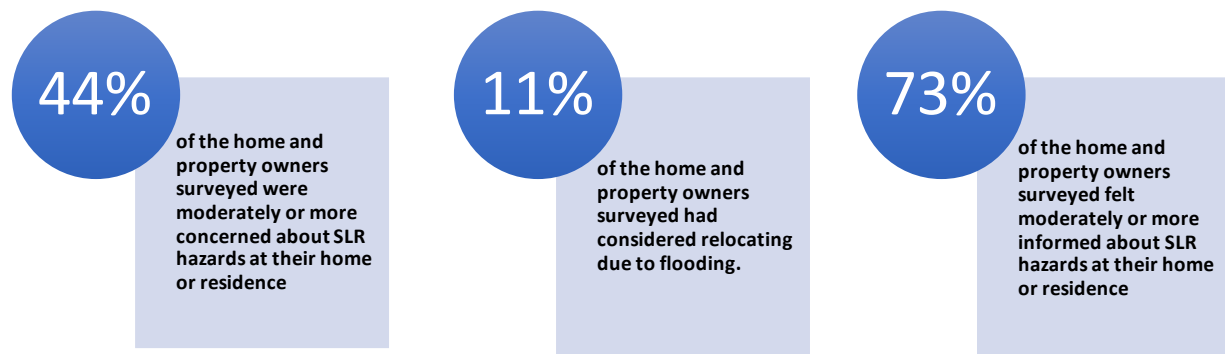 44%
of the home and
property owners
surveyed were
moderately or more
concerned about SLR
hazards at their home
or residence
11%
of the home and
property owners
surveyed had
considered relocating
due to flooding.
73%
of the home and
property owners
surveyed felt
moderately or more
informed about SLR
hazards at their home
or residence